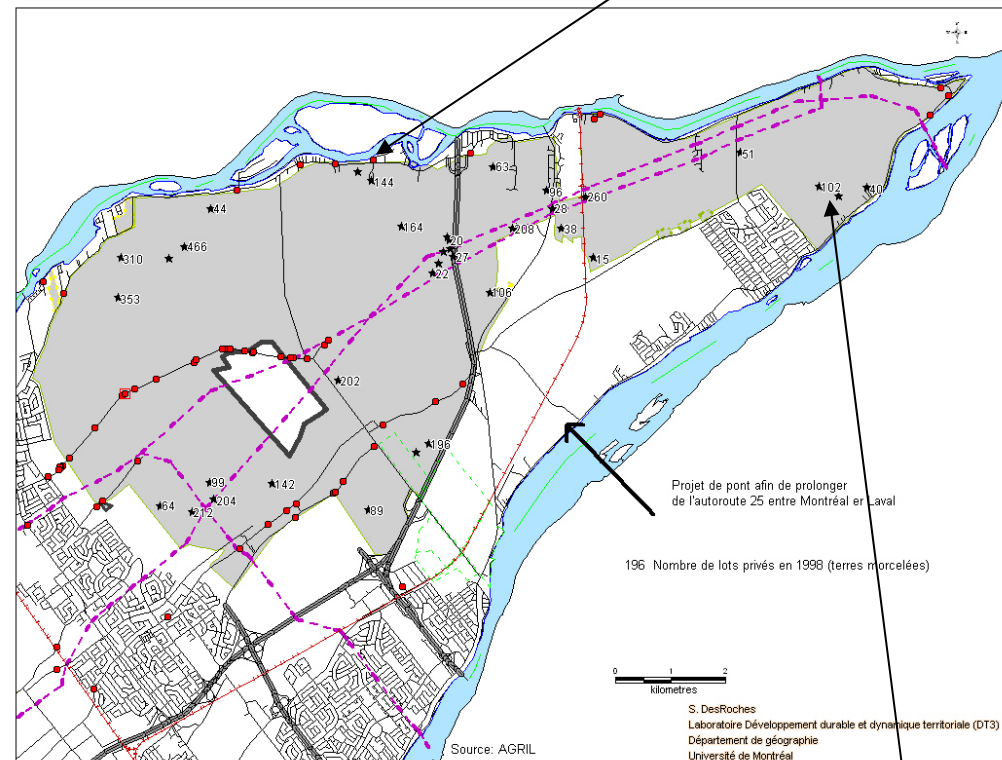 51
63
144
96
102
40
44
260
28
164
208
38
20
466
27
310
15
22
353
106
202
196
99
142
204
64
212
89
Projet de pont afin de prolonger
de l'autoroute 25 entre Montréal er Laval
196 Nombre de lots privés en 1998 (terres morcelées)
0 1 2
kilometres
S. DesRoches
Laboratoire Développement durable et dynamique territoriale (DT3)
Département de géographie
Université de Montréal
Source: AGRIL